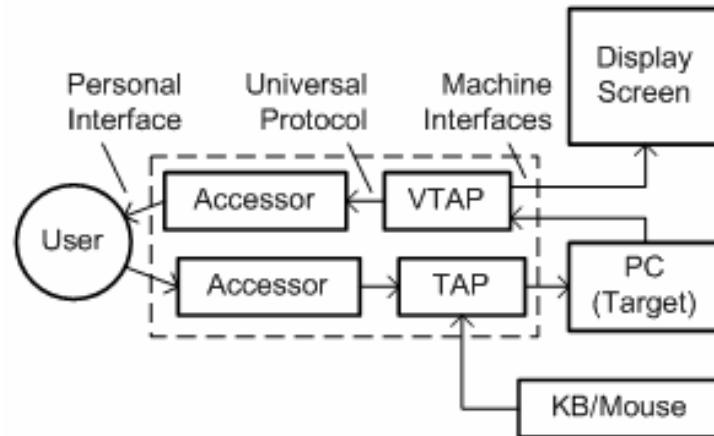 Display
Screen
Personal
Interface
Universal
Protocol
Machine
Interfaces
Accessor
VTAP
User
Accessor
TAP
PC
(Target)
KB/Mouse